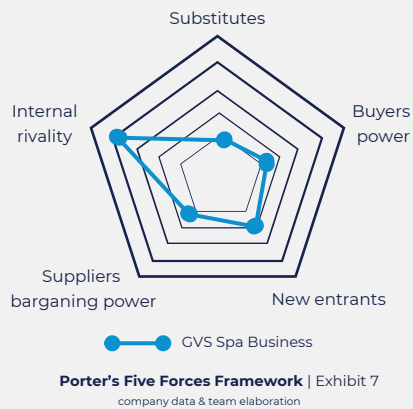 Substitutes
Internal
rivality
Buyers
power
Suppliers
barganing power
New entrants
GVS Spa Business
Porter's Five Forces Framework | Exhibit 7
company data & team elaboration